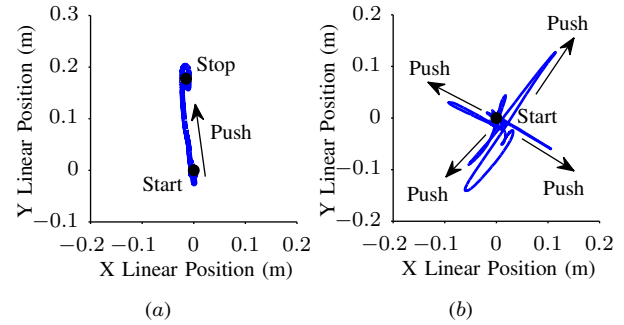 0.3
0.2
0.1
0
−0.1
Y Linear Position (m)
Stop
Push
Start
−0.2 −0.1 0 0.1 0.2
X Linear Position (m)
(a)
0.2
0.1
0
−0.1
−0.2
Y Linear Position (m)
Push
Push
Start
Push
Push
−0.2 −0.1 0 0.1 0.2
X Linear Position (m)
(b)